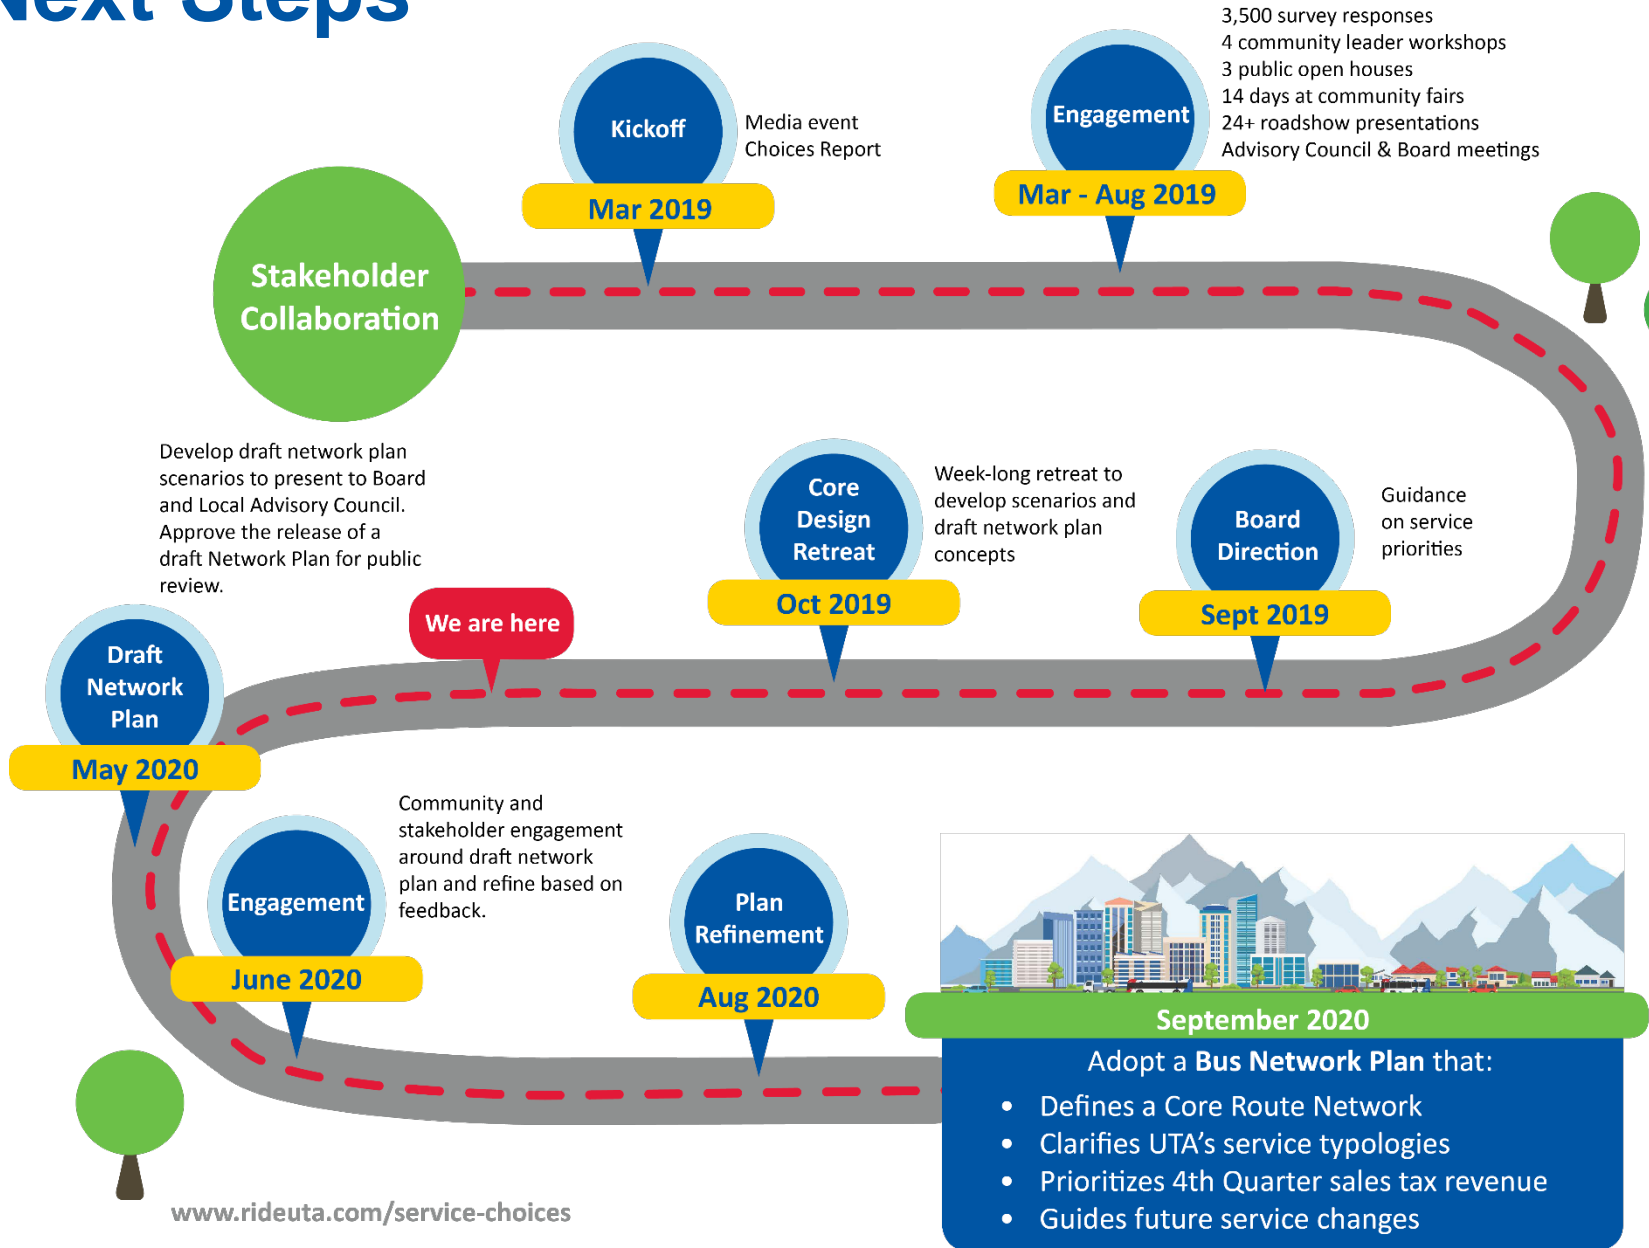 Next Steps
Kickoff
Media event
Choices Report
Mar 2019
Engagement
3,500 survey responses
4 community leader workshops
3 public open houses
14 days at community fairs
24+ roadshow presentations
Advisory Council & Board meetings
Mar - Aug 2019
Stakeholder
Collaboration
Board
Direction
Guidance
on service
priorities
Sept 2019
Core
Design
Retreat
Week-long retreat to
develop scenarios and
draft network plan
concepts
Oct 2019
We are here
Develop draft network plan
scenarios to present to Board
and Local Advisory Council.
Approve the release of a
draft Network Plan for public
review.
Draft
Network
Plan
May 2020
Engagement
Community and
stakeholder engagement
around draft network
plan and refine based on
feedback.
June 2020
Plan
Refinement
Aug 2020
September 2020
Adopt a Bus Network Plan that:
• Defines a Core Route Network
• Clarifies UTA's service typologies
• Prioritizes 4th Quarter sales tax revenue
• Guides future service changes
www.rideuta.com/service-choices